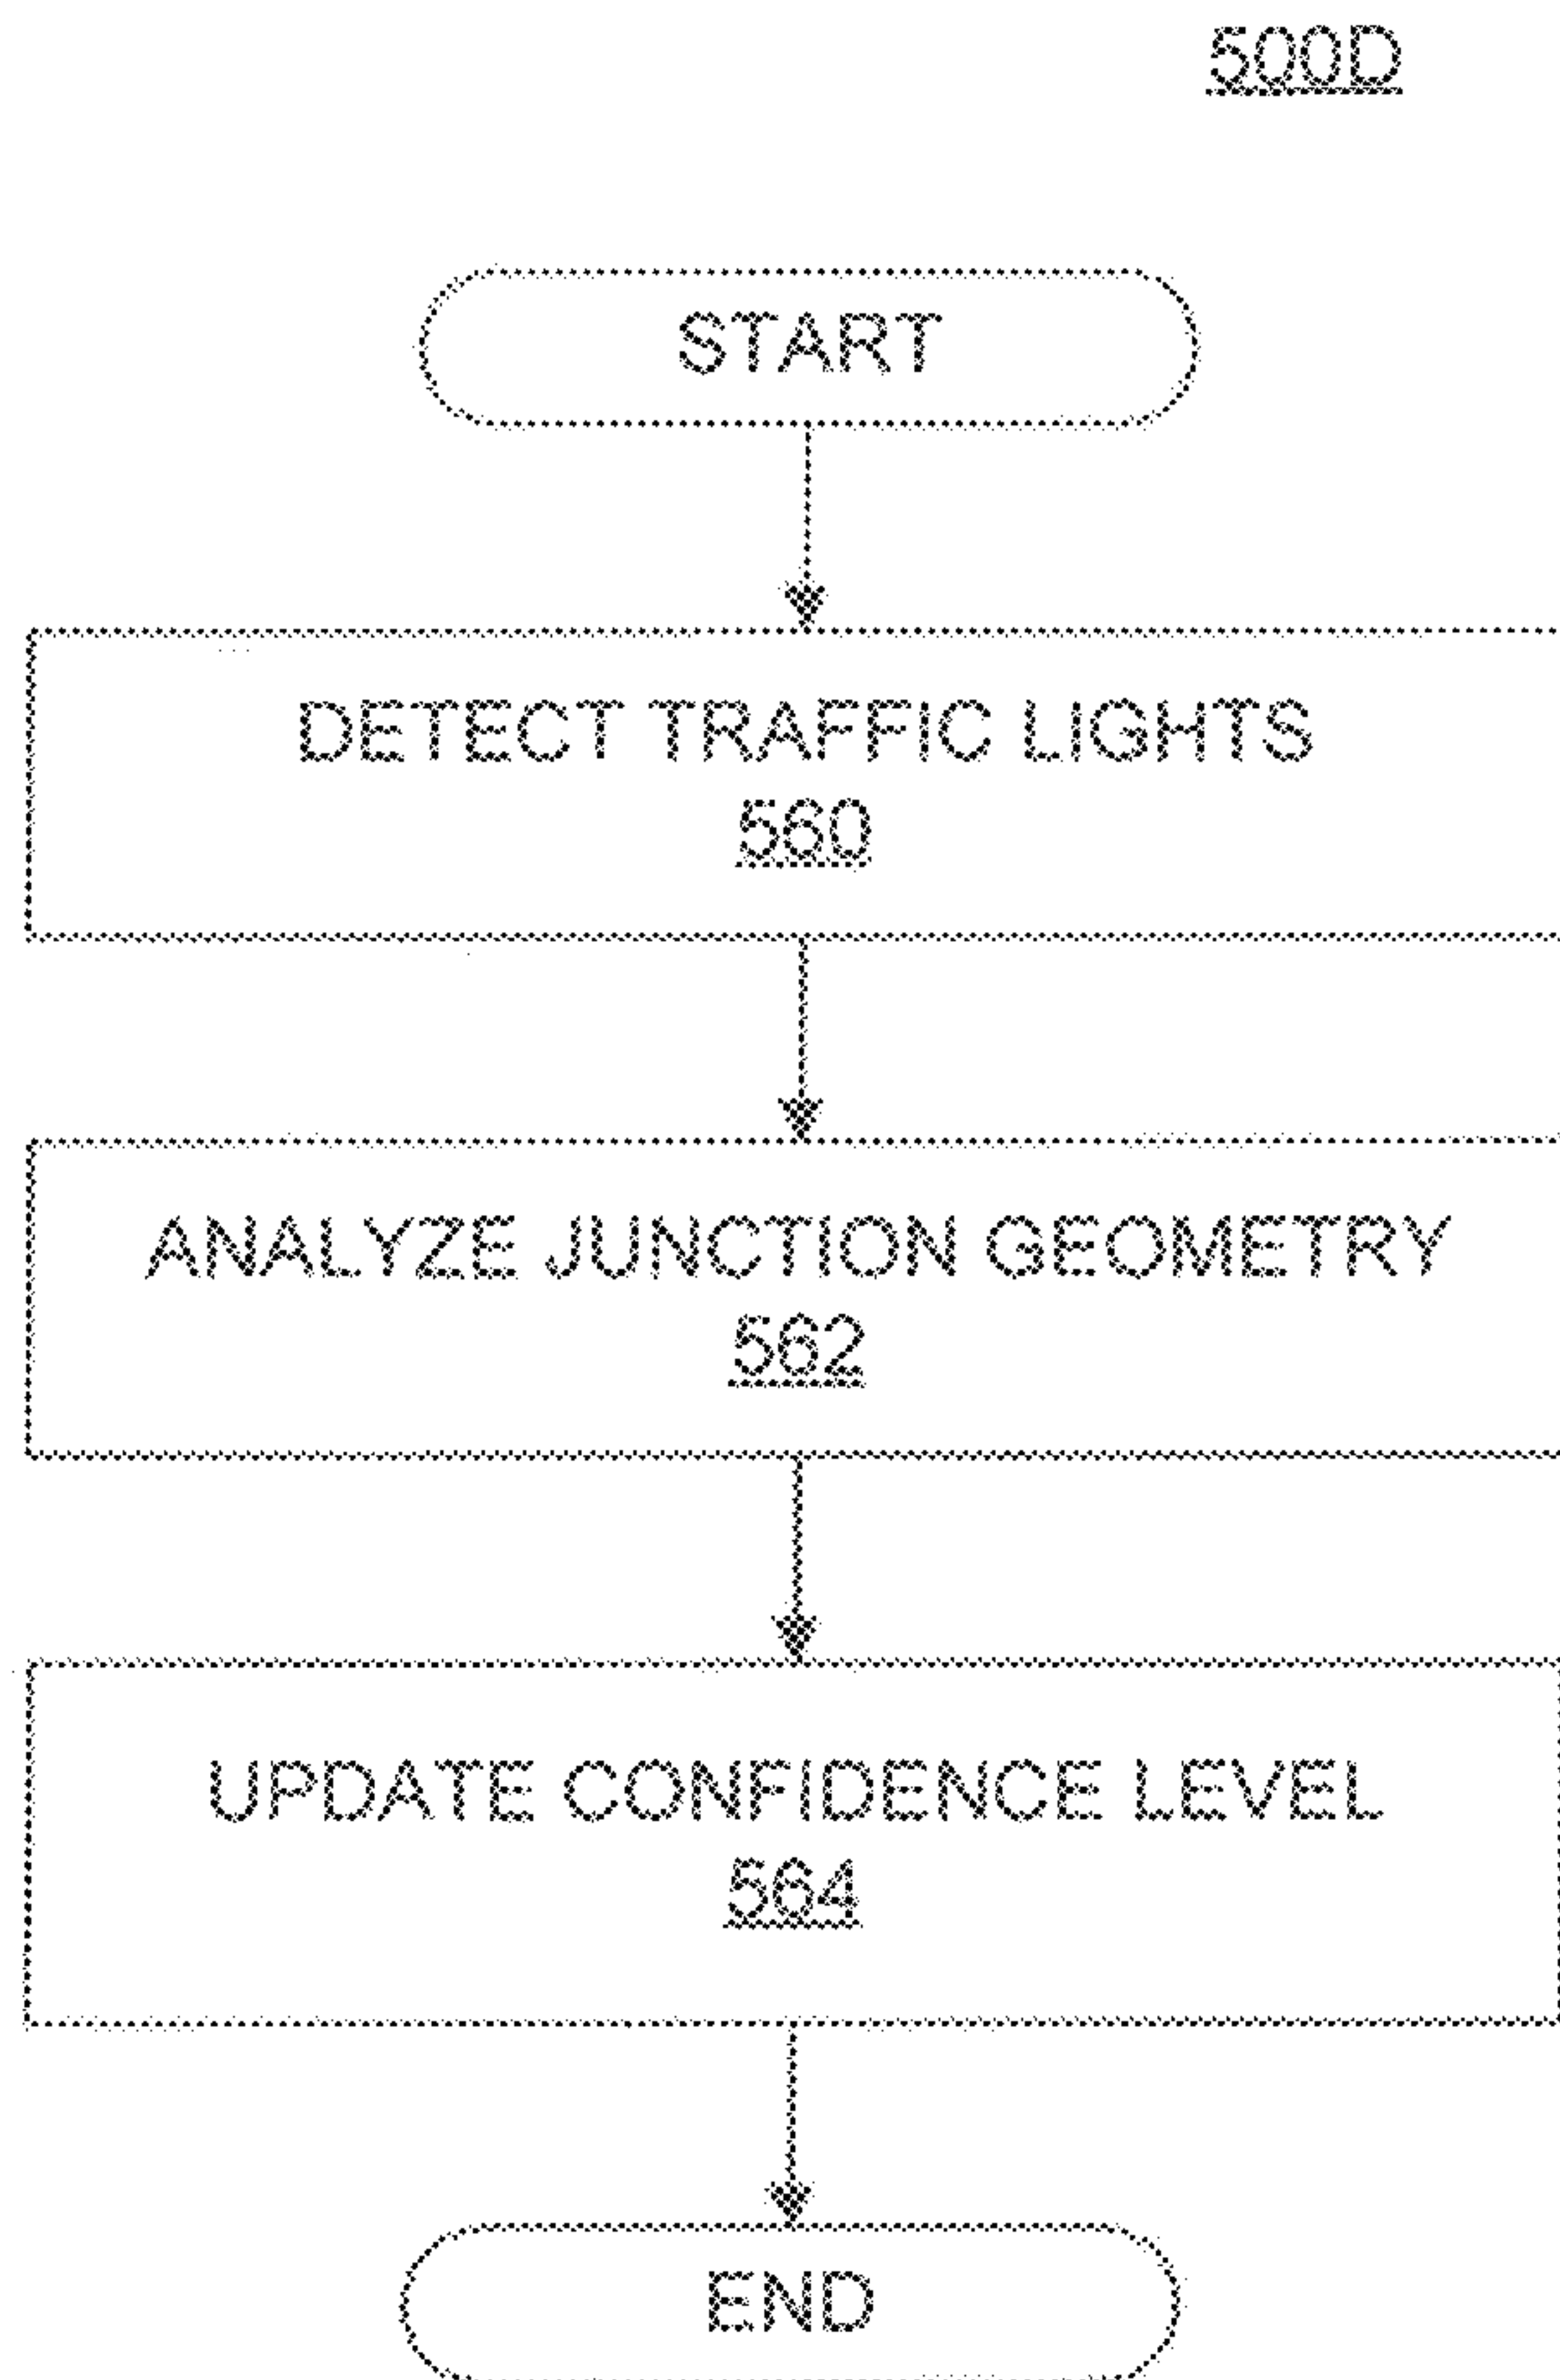 500D
START
DETECT TRAFFIC LIGHTS
560
ANALYZE JUNCTION GEOMETRY
562
UPDATE CONFIDENCE LEVEL
564
END